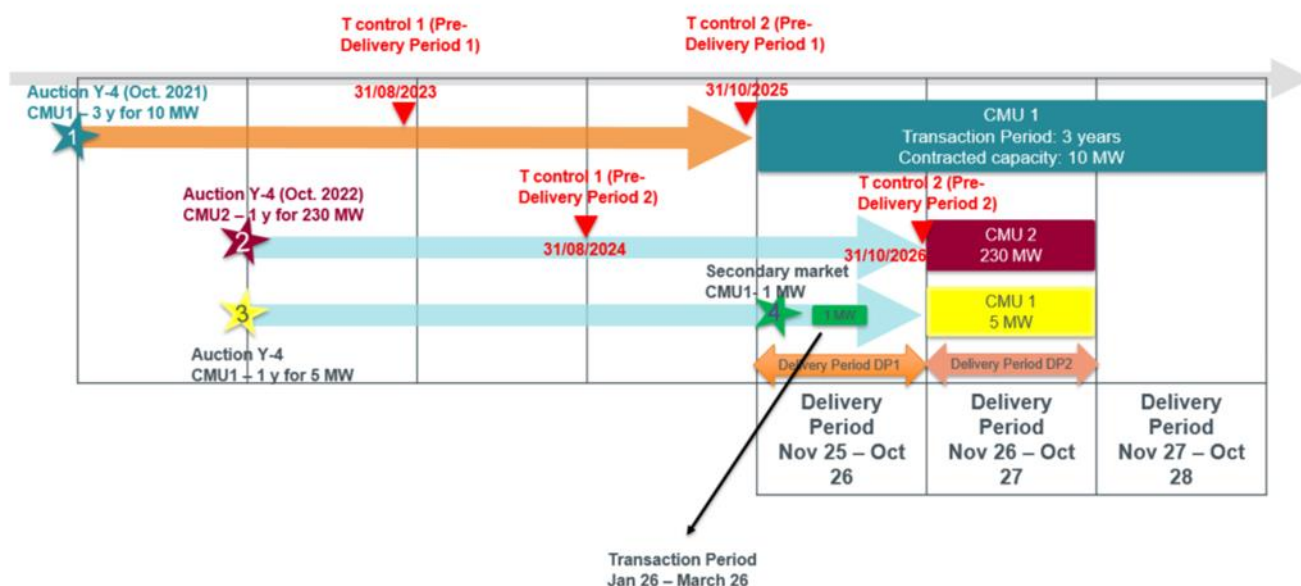 T control 1 (Pre-
Delivery Period 1)
T control 2 (Pre-
Delivery Period 1)
Auction Y-4 (Oct. 2021)
CMU1 – 3 y for 10 MW
31/08/2023
31/10/2025
1
CMU 1
Transaction Period: 3 years
Contracted capacity: 10 MW
Auction Y-4 (Oct. 2022)
CMU2 – 1 y for 230 MW
T control 1 (Pre-
Delivery Period 2)
T control 2 (Pre-
Delivery Period 2)
2
31/08/2024
31/10/2026
CMU 2
230 MW
Secondary market
CMU1- 1 MW
3
4
1 MW
CMU 1
5 MW
Auction Y-4
CMU1 – 1 y for 5 MW
Delivery Period DP1
Delivery Period DP2
Delivery
Period
Nov 25 – Oct
26
Delivery
Period
Nov 26 – Oct
27
Delivery
Period
Nov 27 – Oct
28
Transaction Period
Jan 26 – March 26